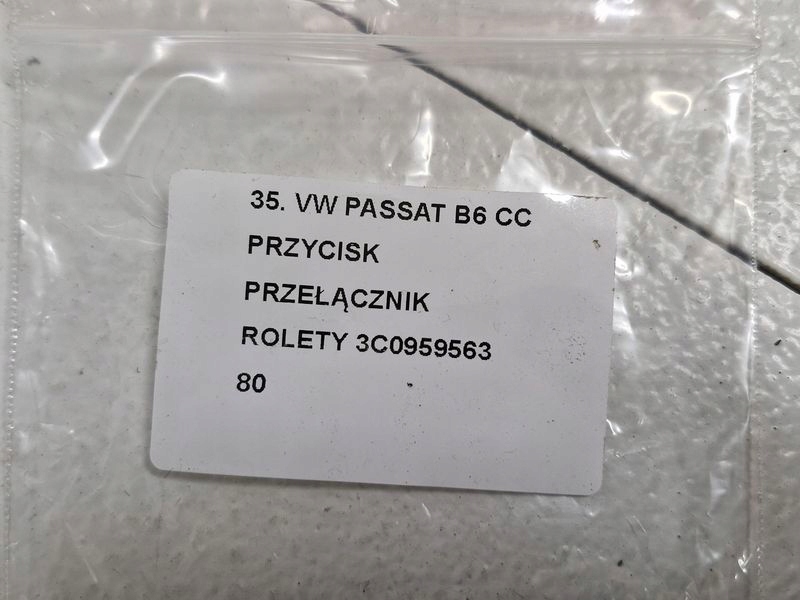 35. VW PASSAT B6 CC
PRZYCISK
PRZEŁĄCZNIK
ROLETY 3C0959563
80